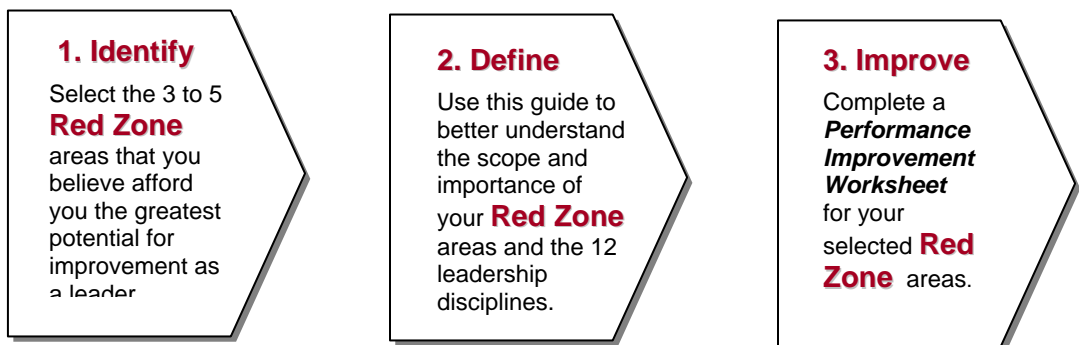 1. Identify
Select the 3 to 5
Red Zone
areas that you
believe afford
you the greatest
potential for
improvement as
a leader
2. Define
Use this guide to
better understand
the scope and
importance of
your Red Zone
areas and the 12
leadership
disciplines.
3. Improve
Complete a
Performance
Improvement
Worksheet
for your
selected Red
Zone areas.